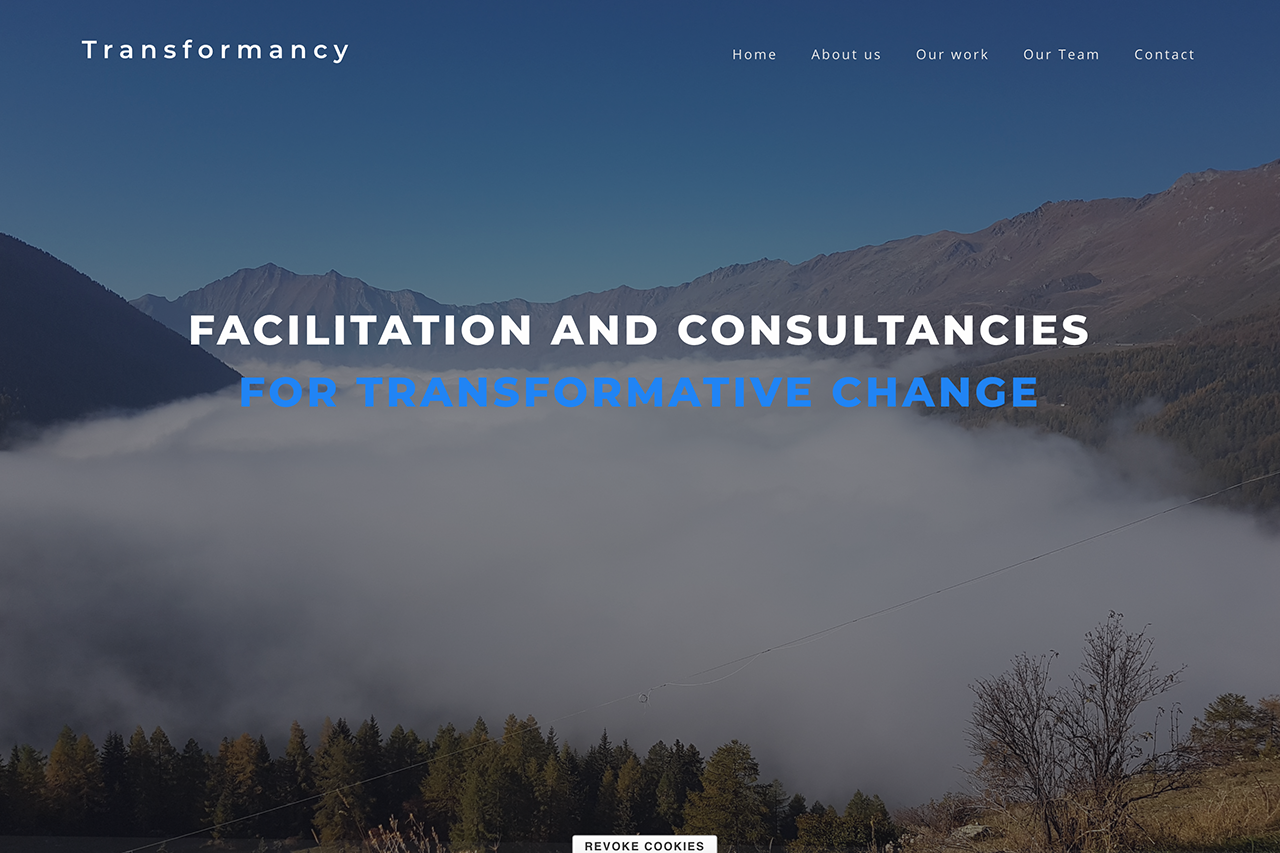 Transformancy
Home About us Our work Our Team Contact
FACILITATION AND CONSULTANCIES
FOR TRANSFORMATIVE CHANGE
REVOKE COOKIES